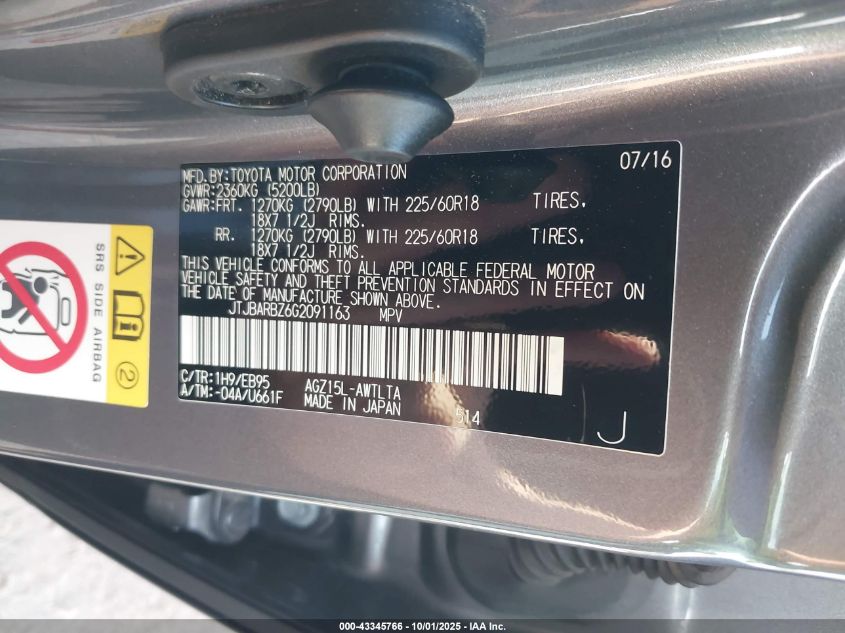 07/16
MFD.BY:TOYOTA MOTOR CORPORATION
GVWR:2360KG (5200LB)
GAWR:FRT. 1270KG (2790LB) WITH 225/60R18 TIRES,
18X7 1/2J RIMS.
RR. 1270KG (2790LB) WITH 225/60R18 TIRES,
18X7 1/2J RIMS.
THIS VEHICLE CONFORMS TO ALL APPLICABLE FEDERAL MOTOR
VEHICLE SAFETY AND THEFT PREVENTION STANDARDS IN EFFECT ON
THE DATE OF MANUFACTURE SHOWN ABOVE.
JTJBARBZ6G2091163 MPV
C/TR:1H9/EB95 AGZ15L-AWTLTA
A/TM:-04A/U661F MADE IN JAPAN 514
J
SRS SIDE AIRBAG
2
000-43345766 - 10/01/2025 - IAA Inc.